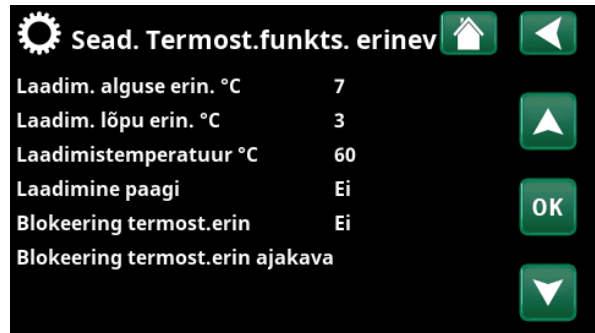 Sead. Termost.funkts. erinev
Laadim. alguse erin. °C 7
Laadim. lõpu erin. °C 3
Laadimistemperatuur °C 60
Laadimine paagi Ei
Blokeering termost.erin Ei
Blokeering termost.erin ajakava
OK